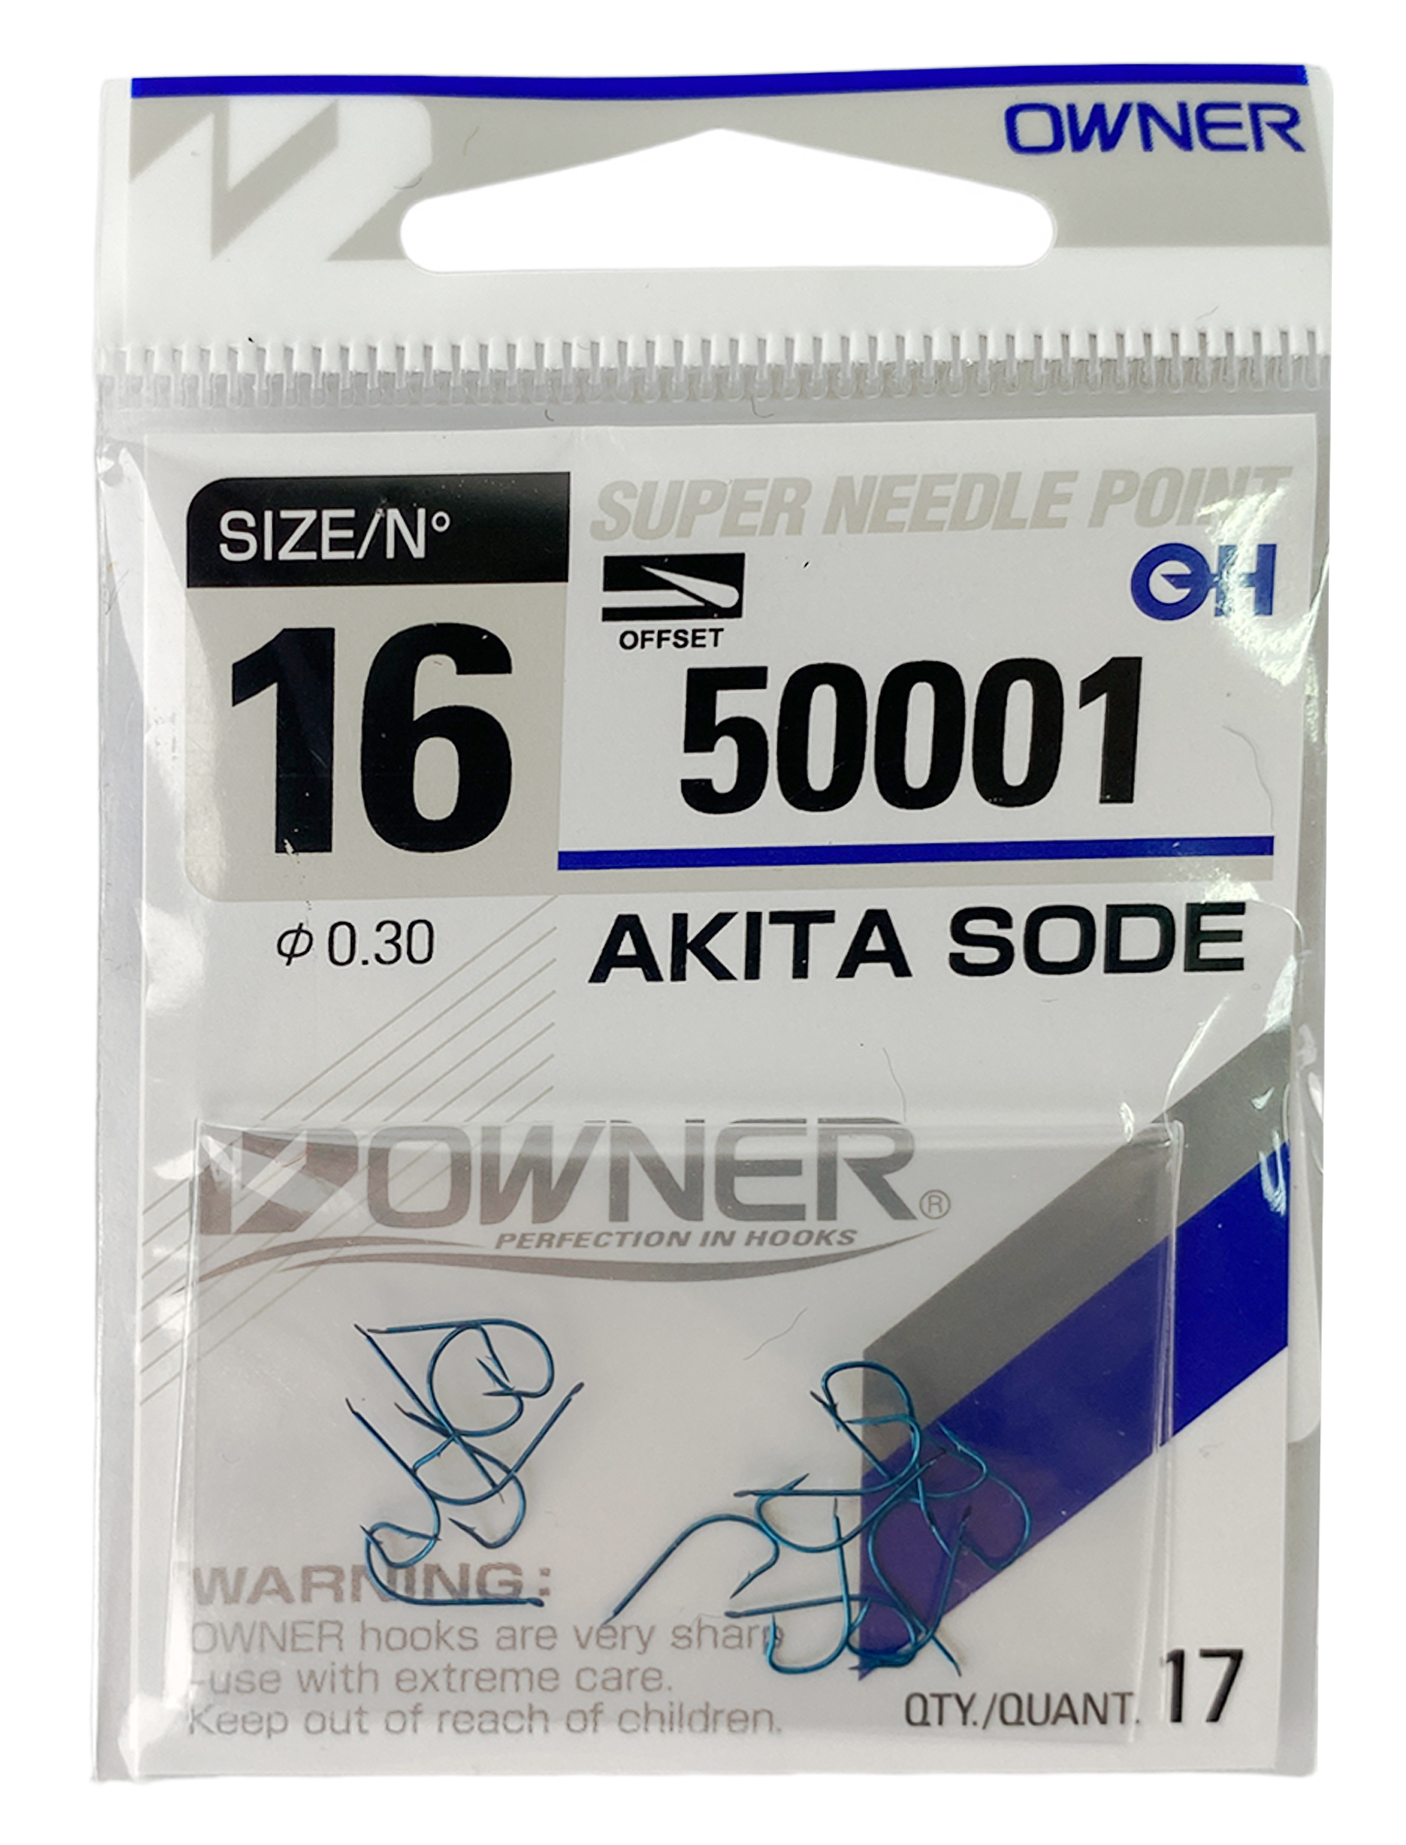 OWNER
SIZE/N°
16
φ 0.30
SUPER NEEDLE POINT
OFFSET
OH
50001
AKITA SODE
OWNER®
PERFECTION IN HOOKS
WARNING:
OWNER hooks are very sharp
-use with extreme care.
Keep out of reach of children.
QTY./QUANT. 17